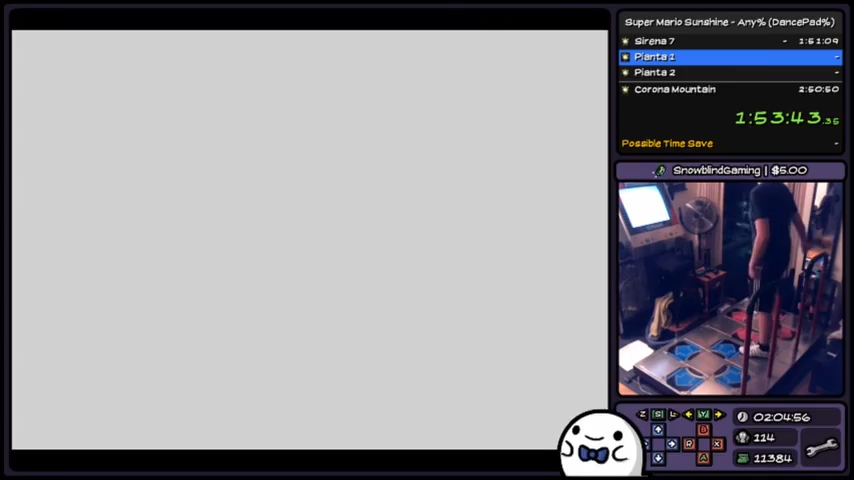 Super Mario Sunshine - Any% (DancePad%)
Sirena 7 - 1:51:09
Pianta 1 -
Pianta 2 -
Corona Mountain 2:50:50
1:53:43.35
Possible Time Save -
SnowblindGaming | $5.00
Z [S] L
Y
B
R X
A
02:04:56
114
11384